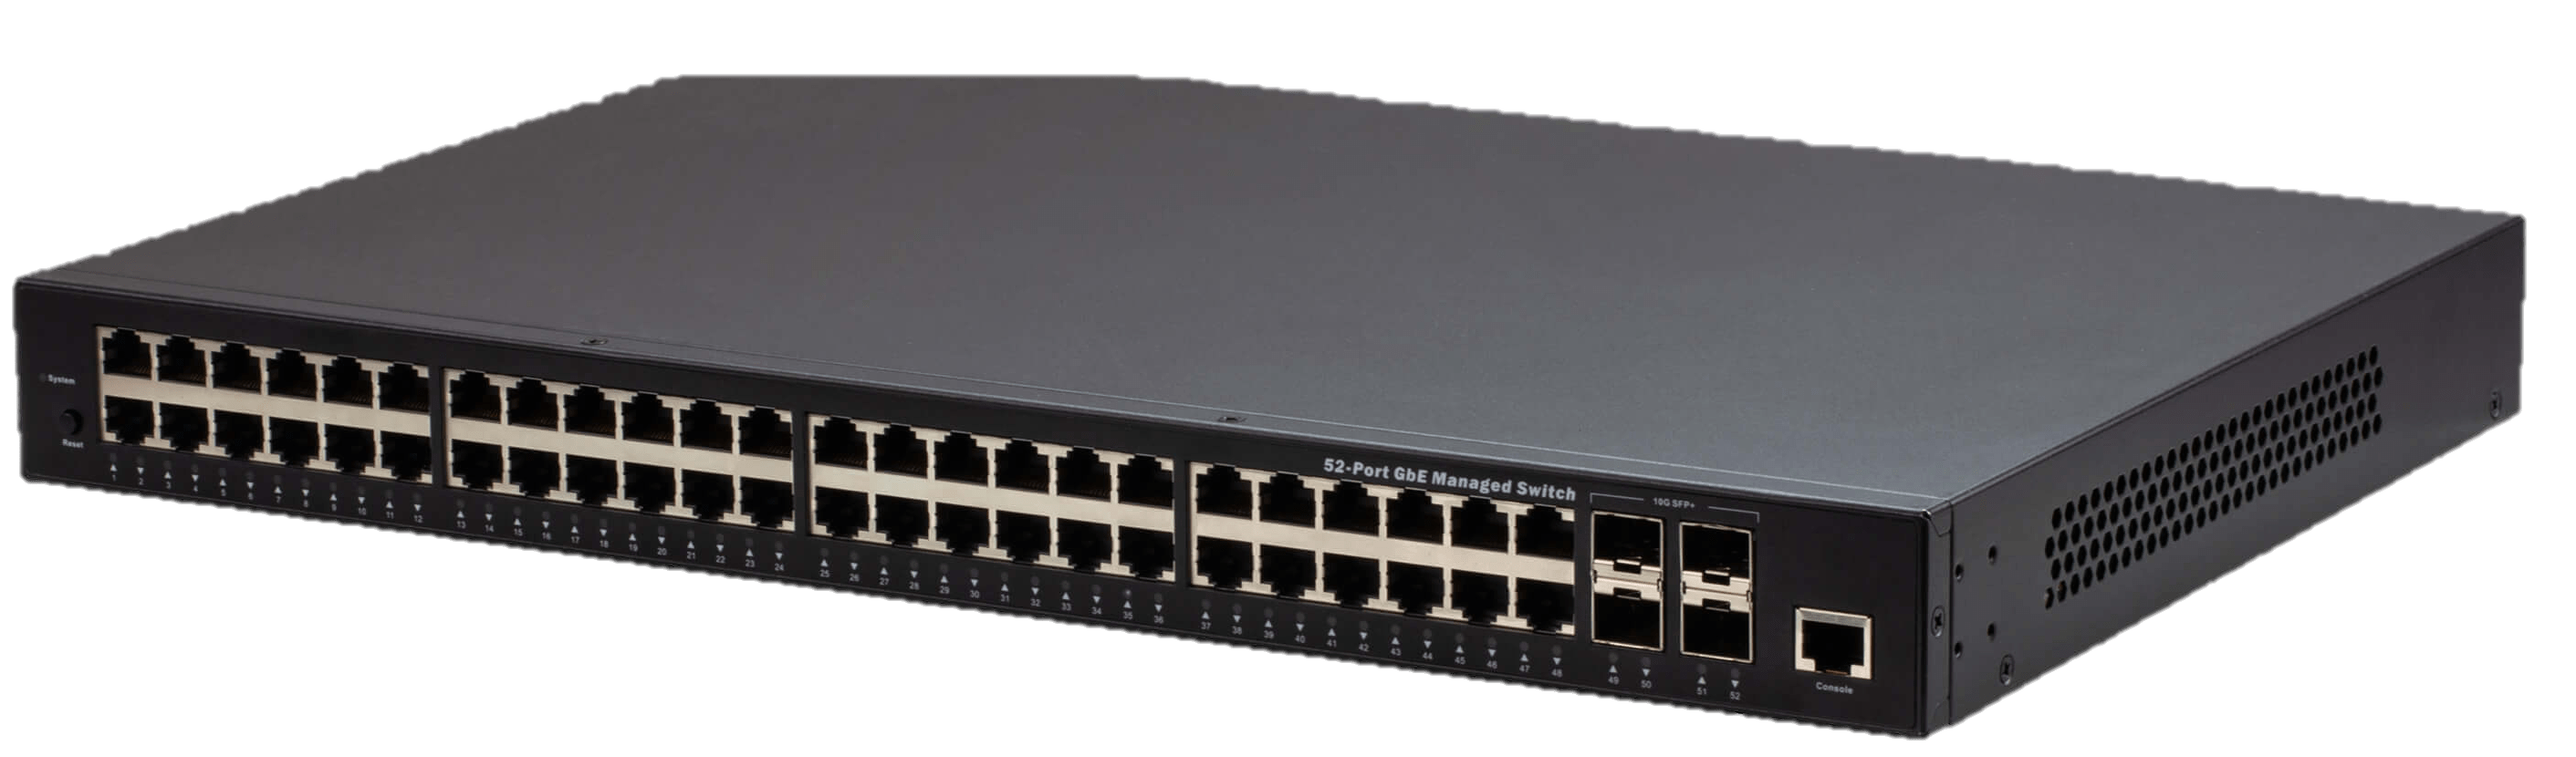 System
Reset
52-Port GbE Managed Switch
10G SFP+
1 2 3 4 5 6 7 8 9 10 11 12 13 14 15 16 17 18 19 20 21 22 23 24 25 26 27 28 29 30 31 32 33 34 35 36 37 38 39 40 41 42 43 44 45 46 47 48 49 50 51 52
Console